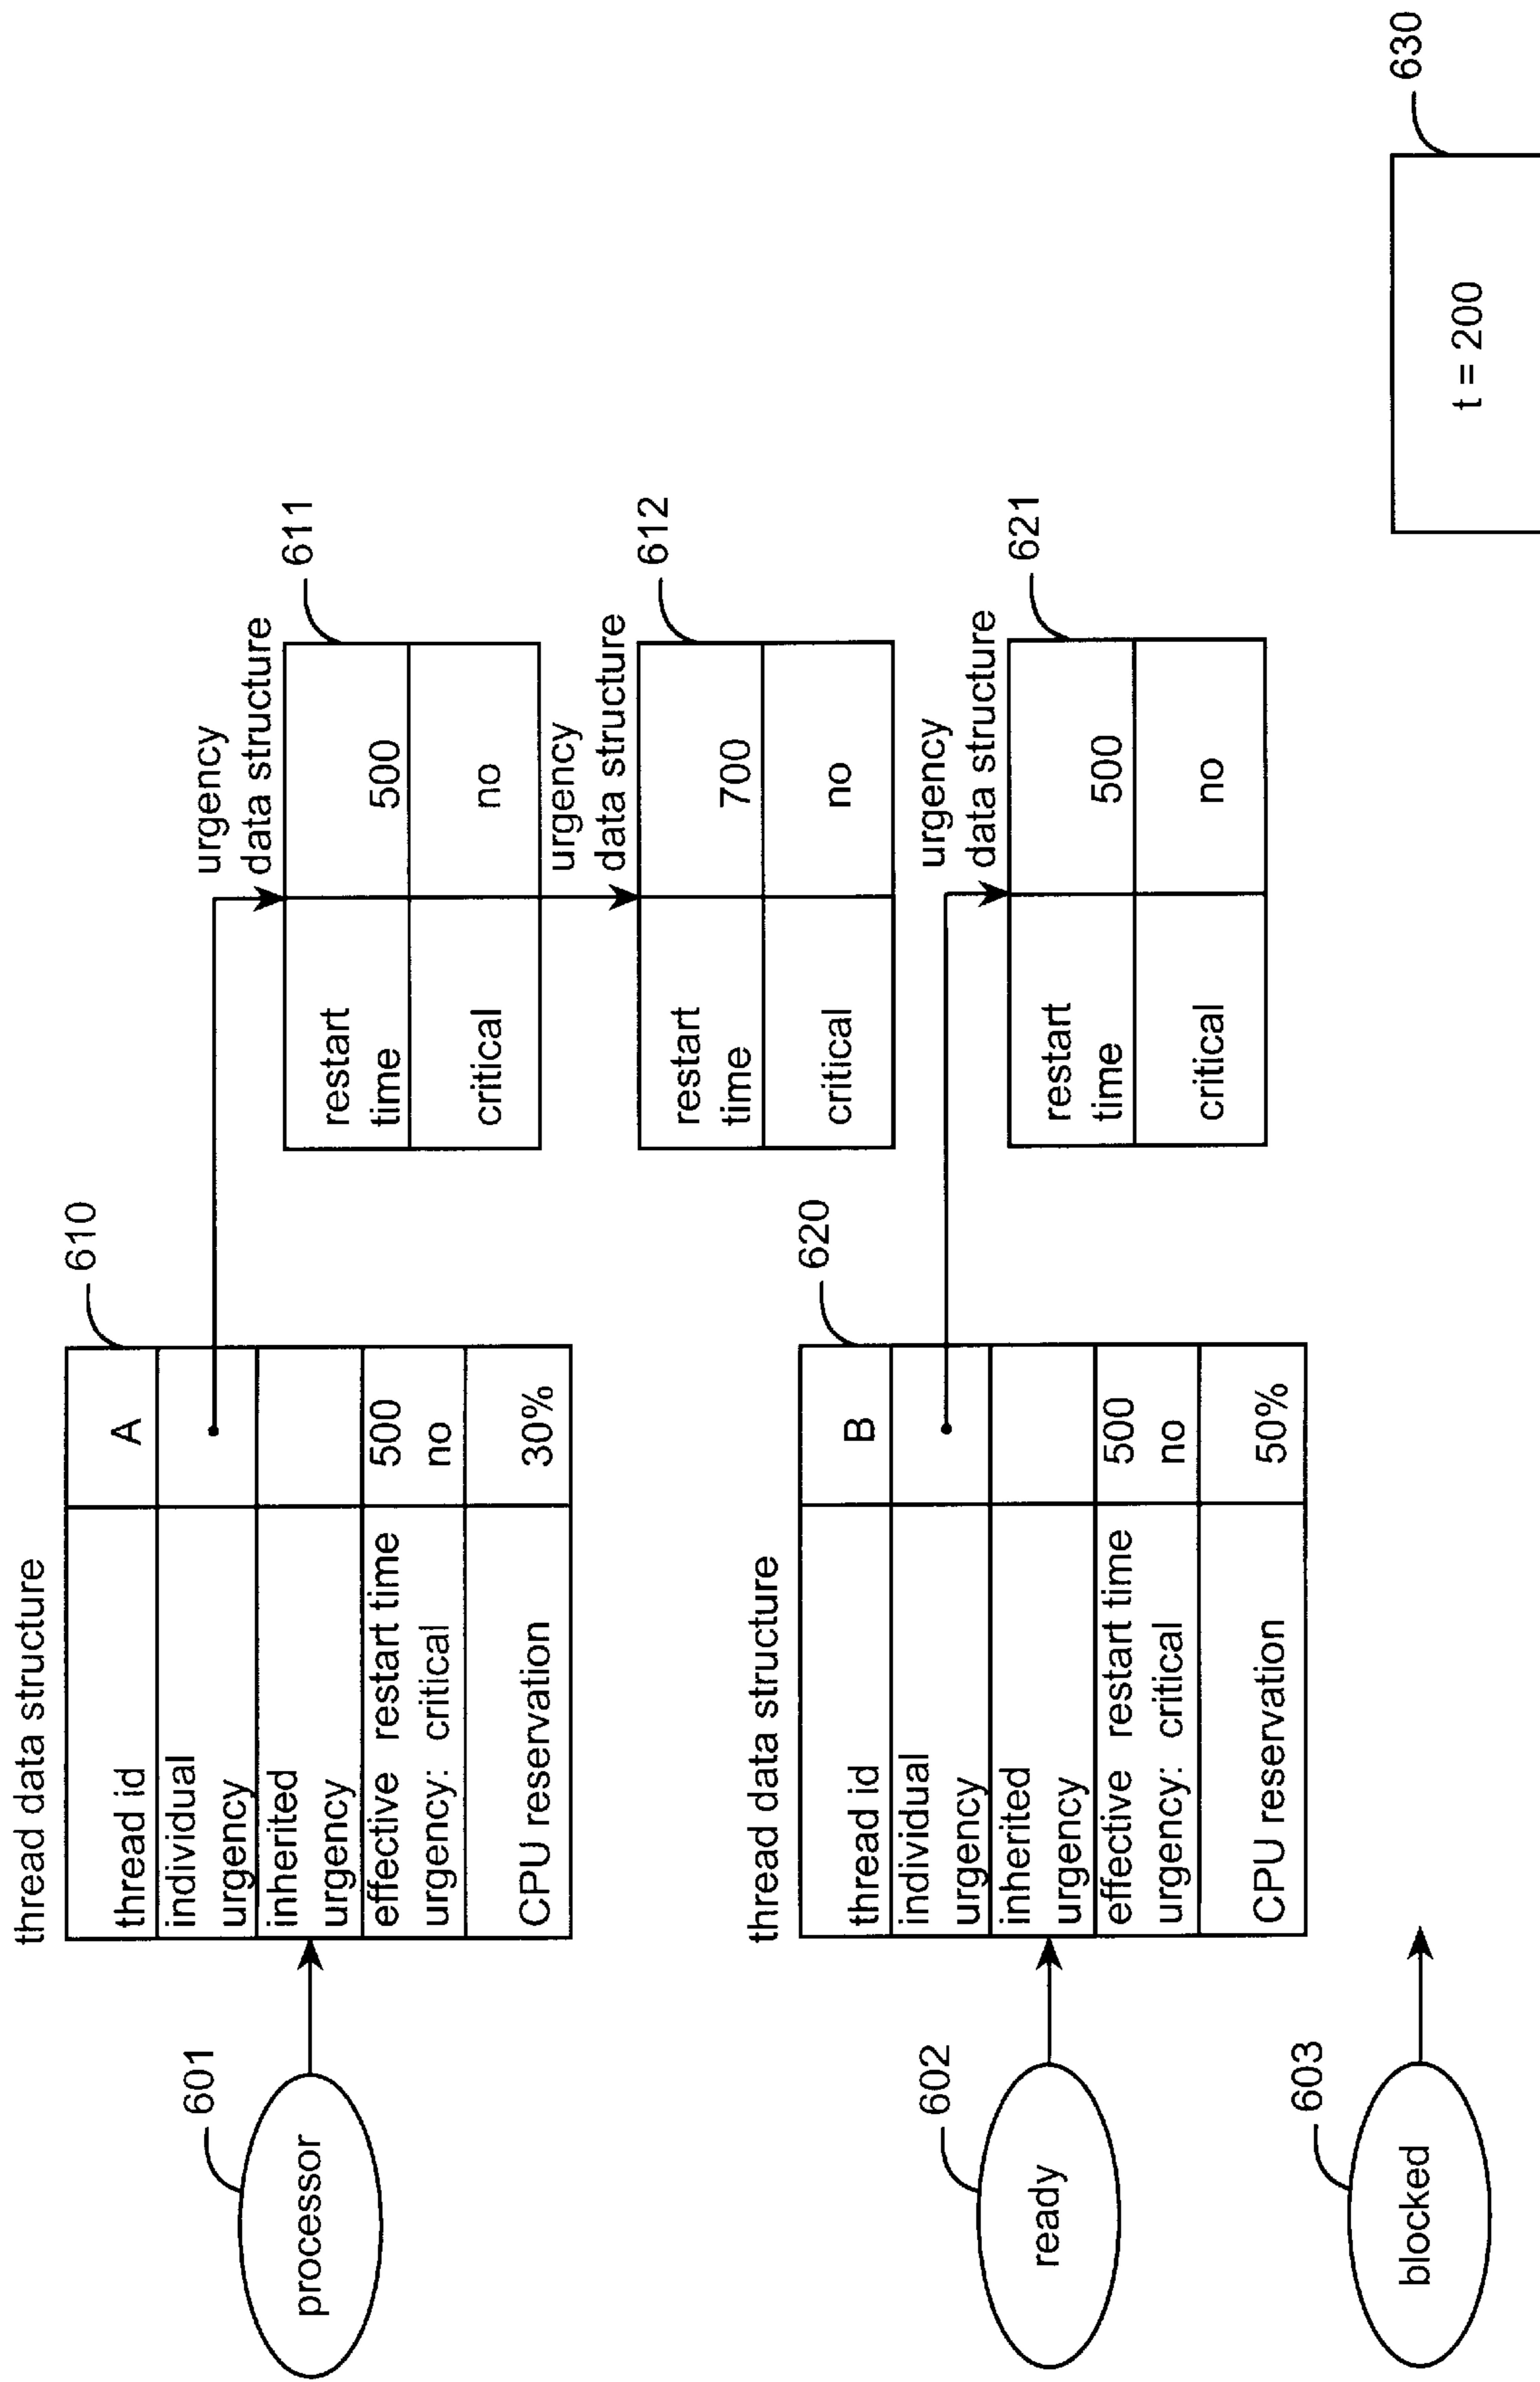 601
processor
thread data structure
610
thread id A
individual
urgency
inherited
urgency
effective restart time 500
urgency: critical no
CPU reservation 30%
urgency
data structure
611
restart
time 500
critical no
urgency
data structure
612
restart
time 700
critical no
602
ready
thread data structure
620
thread id B
individual
urgency
inherited
urgency
effective restart time 500
urgency: critical no
CPU reservation 50%
urgency
data structure
621
restart
time 500
critical no
603
blocked
630
t = 200